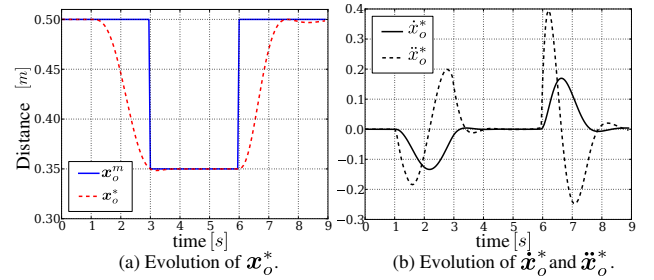 Distance [m]
0.50
0.45
0.40
0.35
0.30
0 1 2 3 4 5 6 7 8 9
time [s]
x_o^m
x_o^*
(a) Evolution of x_o^*.
0.4
0.3
0.2
0.1
0.0
−0.1
−0.2
−0.3
0 1 2 3 4 5 6 7 8 9
time [s]
ẋ_o^*
ẍ_o^*
(b) Evolution of ẋ_o^* and ẍ_o^*.